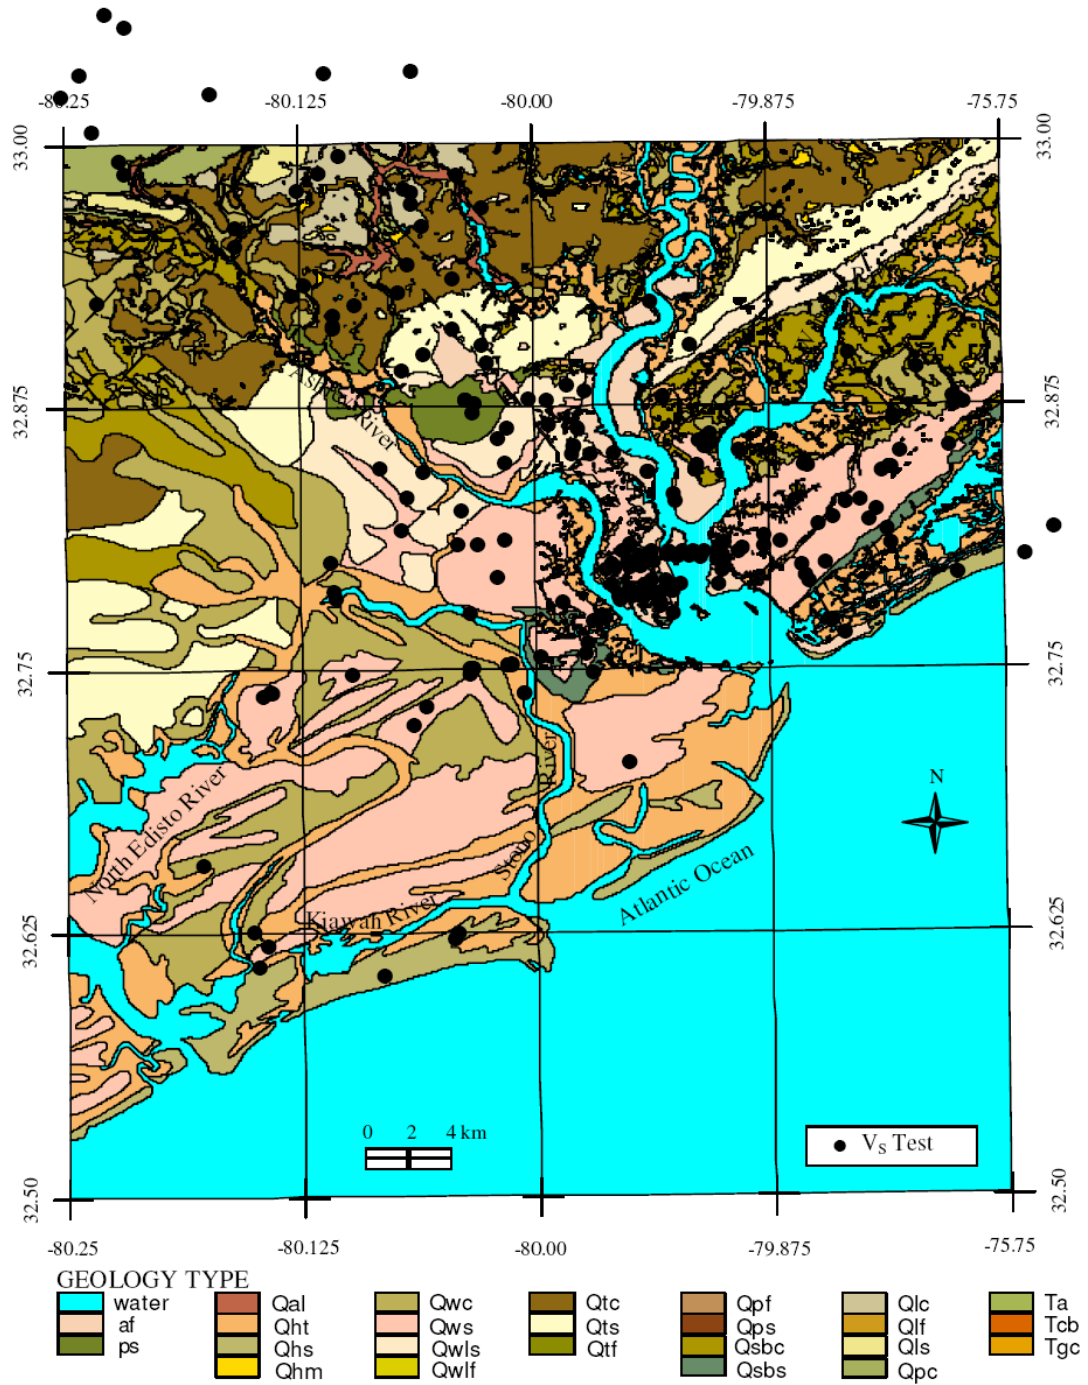 -80.25 -80.125 -80.00 -79.875 -75.75
33.00
33.00
32.875
32.875
32.75
32.75
32.625
32.625
32.50
32.50
Ashley River
North Edisto River
Stono River
Kiawah River
Atlantic Ocean
N
0 2 4 km
VS Test
-80.25 -80.125 -80.00 -79.875 -75.75
GEOLOGY TYPE
water Qal Qwc Qtc Qpf Qlc Ta
af Qht Qws Qts Qps Qlf Tcb
ps Qhs Qwls Qtf Qsbc Qls Tgc
Qhm Qwlf Qsbs Qpc